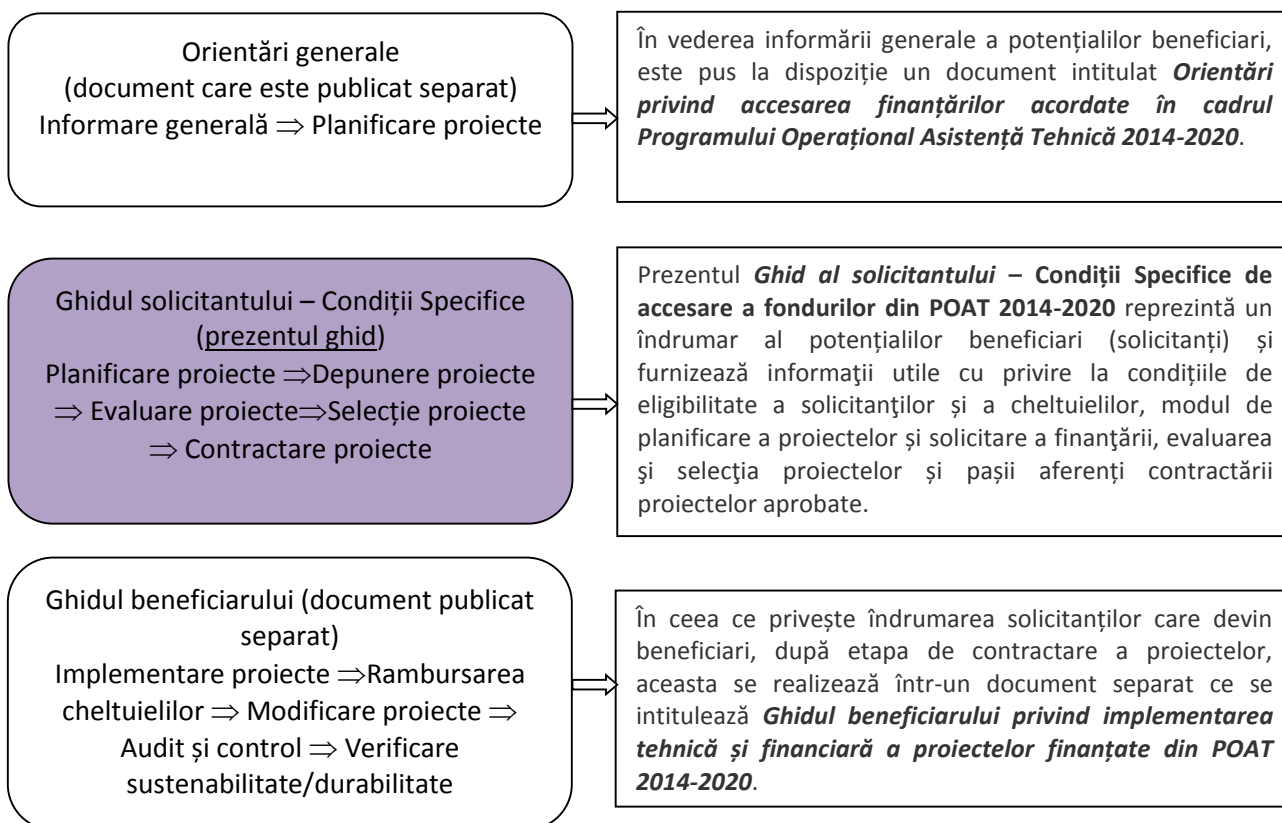 Orientări generale
(document care este publicat separat)
Informare generală ⇒ Planificare proiecte
În vederea informării generale a potențialilor beneficiari,
este pus la dispoziție un document intitulat Orientări
privind accesarea finanțărilor acordate în cadrul
Programului Operațional Asistență Tehnică 2014-2020.
Ghidul solicitantului – Condiții Specifice
(prezentul ghid)
Planificare proiecte ⇒Depunere proiecte
⇒ Evaluare proiecte⇒Selecție proiecte
⇒ Contractare proiecte
Prezentul Ghid al solicitantului – Condiții Specifice de
accesare a fondurilor din POAT 2014-2020 reprezintă un
îndrumar al potențialilor beneficiari (solicitanți) și
furnizează informaţii utile cu privire la condițiile de
eligibilitate a solicitanţilor și a cheltuielilor, modul de
planificare a proiectelor și solicitare a finanţării, evaluarea
şi selecţia proiectelor și pașii aferenți contractării
proiectelor aprobate.
Ghidul beneficiarului (document publicat
separat)
Implementare proiecte ⇒Rambursarea
cheltuielilor ⇒ Modificare proiecte ⇒
Audit și control ⇒ Verificare
sustenabilitate/durabilitate
În ceea ce privește îndrumarea solicitanților care devin
beneficiari, după etapa de contractare a proiectelor,
aceasta se realizează într-un document separat ce se
intitulează Ghidul beneficiarului privind implementarea
tehnică și financiară a proiectelor finanțate din POAT
2014-2020.